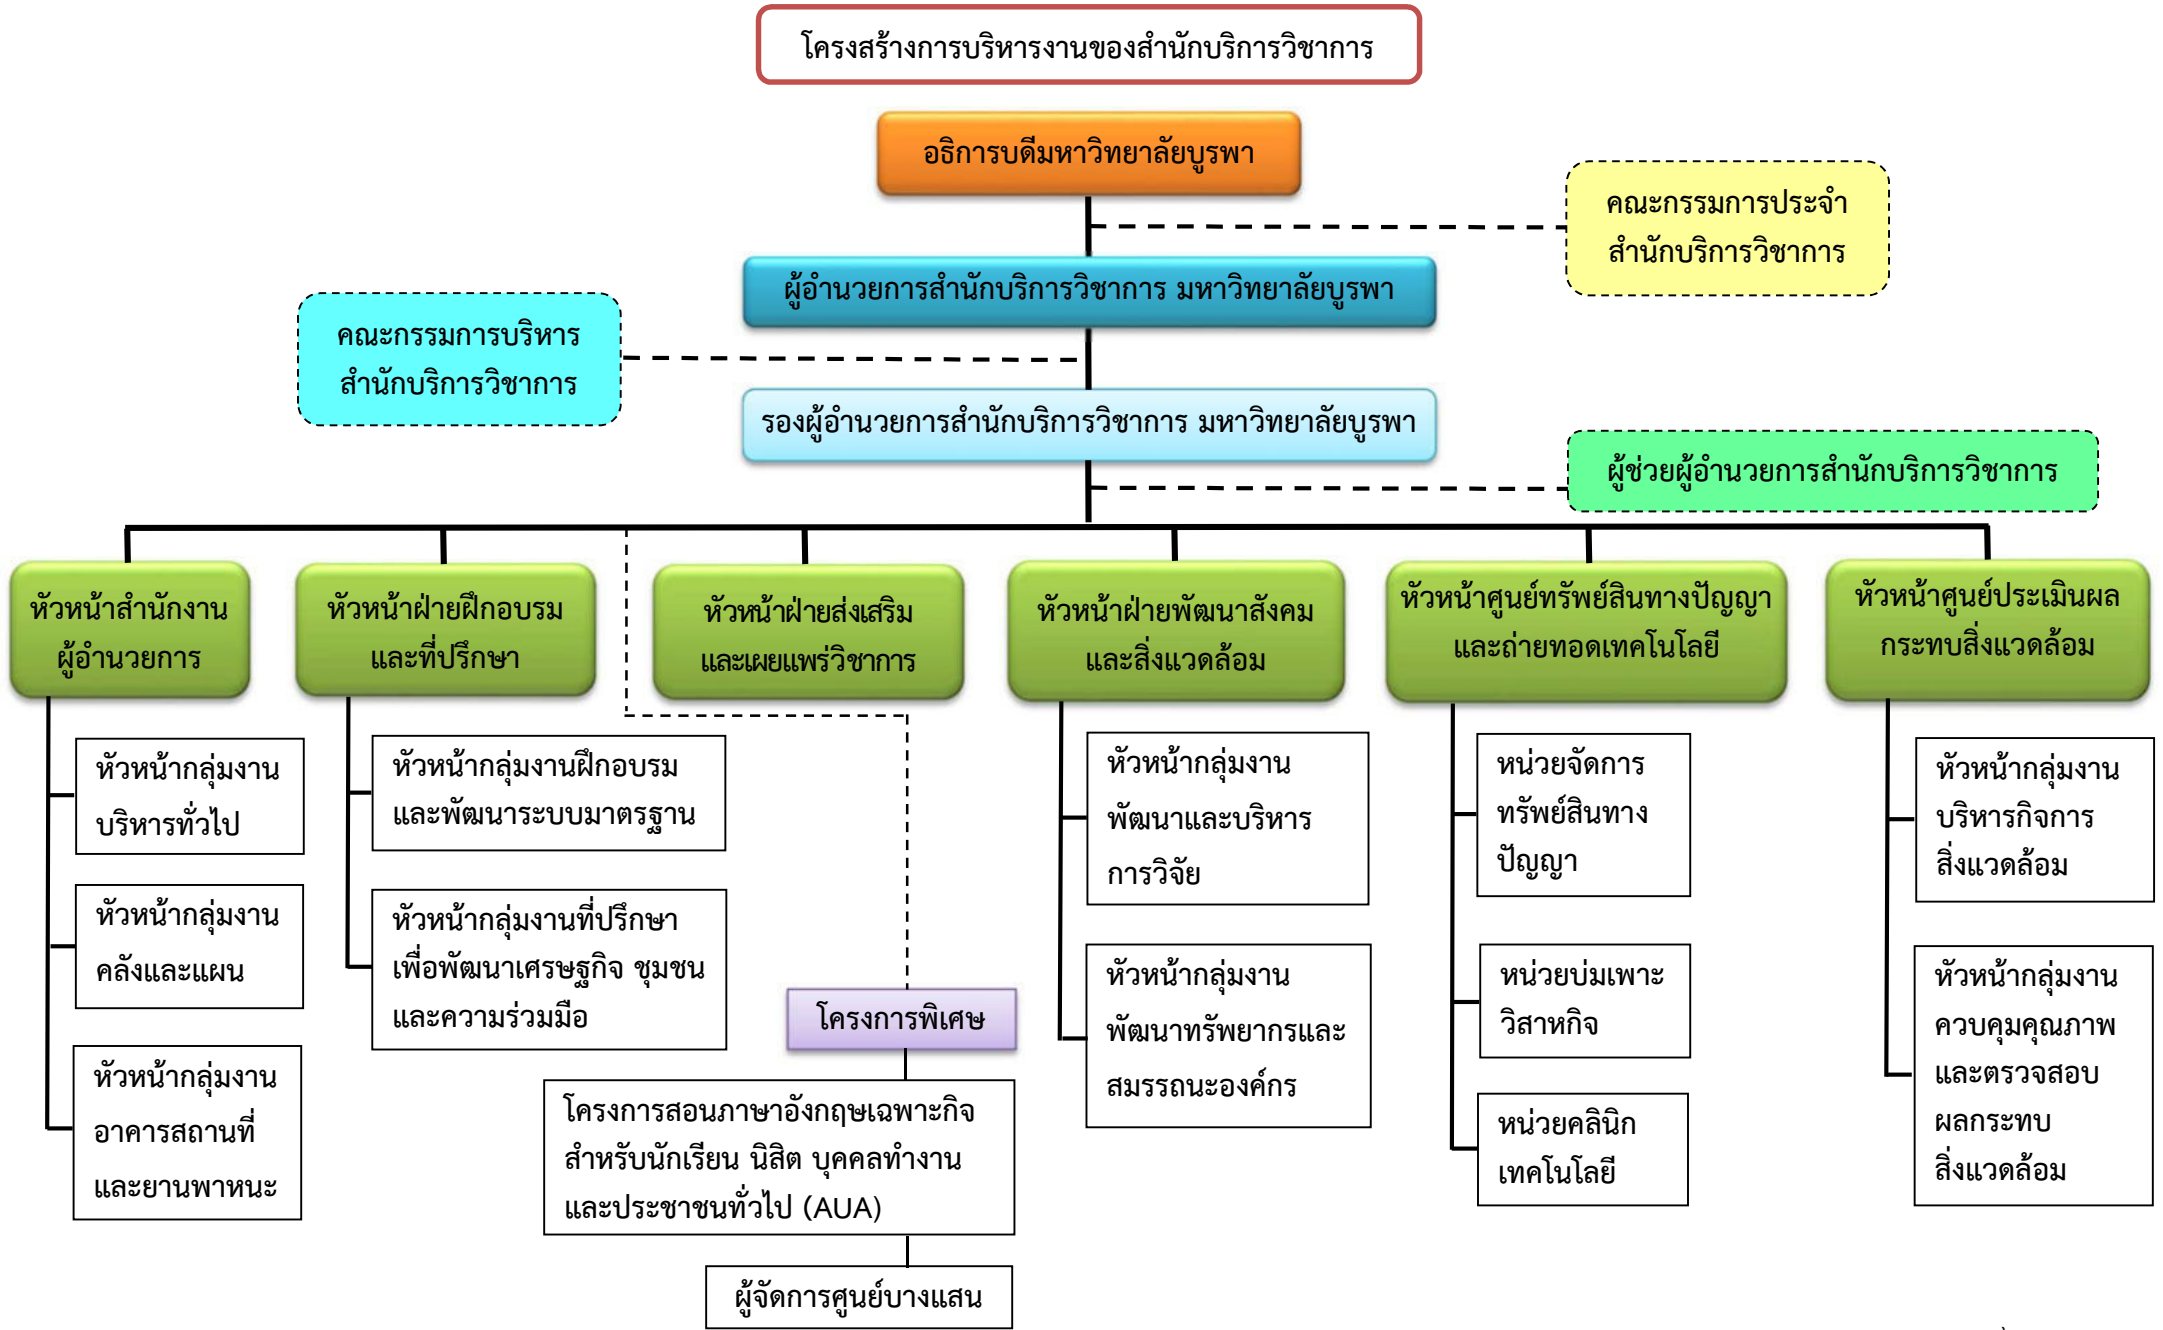 โครงสร้างการบริหารงานของสำนักบริการวิชาการ
อธิการบดีมหาวิทยาลัยบูรพา
คณะกรรมการประจำ
สำนักบริการวิชาการ
ผู้อำนวยการสำนักบริการวิชาการ มหาวิทยาลัยบูรพา
คณะกรรมการบริหาร
สำนักบริการวิชาการ
รองผู้อำนวยการสำนักบริการวิชาการ มหาวิทยาลัยบูรพา
ผู้ช่วยผู้อำนวยการสำนักบริการวิชาการ
หัวหน้าสำนักงาน
ผู้อำนวยการ
หัวหน้าฝ่ายฝึกอบรม
และที่ปรึกษา
หัวหน้าฝ่ายส่งเสริม
และเผยแพร่วิชาการ
หัวหน้าฝ่ายพัฒนาสังคม
และสิ่งแวดล้อม
หัวหน้าศูนย์ทรัพย์สินทางปัญญา
และถ่ายทอดเทคโนโลยี
หัวหน้าศูนย์ประเมินผล
กระทบสิ่งแวดล้อม
หัวหน้ากลุ่มงาน
บริหารทั่วไป
หัวหน้ากลุ่มงาน
คลังและแผน
หัวหน้ากลุ่มงาน
อาคารสถานที่
และยานพาหนะ
หัวหน้ากลุ่มงานฝึกอบรม
และพัฒนาระบบมาตรฐาน
หัวหน้ากลุ่มงานที่ปรึกษา
เพื่อพัฒนาเศรษฐกิจ ชุมชน
และความร่วมมือ
โครงการพิเศษ
โครงการสอนภาษาอังกฤษเฉพาะกิจ
สำหรับนักเรียน นิสิต บุคคลทำงาน
และประชาชนทั่วไป (AUA)
ผู้จัดการศูนย์บางแสน
หัวหน้ากลุ่มงาน
พัฒนาและบริหาร
การวิจัย
หัวหน้ากลุ่มงาน
พัฒนาทรัพยากรและ
สมรรถนะองค์กร
หน่วยจัดการ
ทรัพย์สินทาง
ปัญญา
หน่วยบ่มเพาะ
วิสาหกิจ
หน่วยคลินิก
เทคโนโลยี
หัวหน้ากลุ่มงาน
บริหารกิจการ
สิ่งแวดล้อม
หัวหน้ากลุ่มงาน
ควบคุมคุณภาพ
และตรวจสอบ
ผลกระทบ
สิ่งแวดล้อม